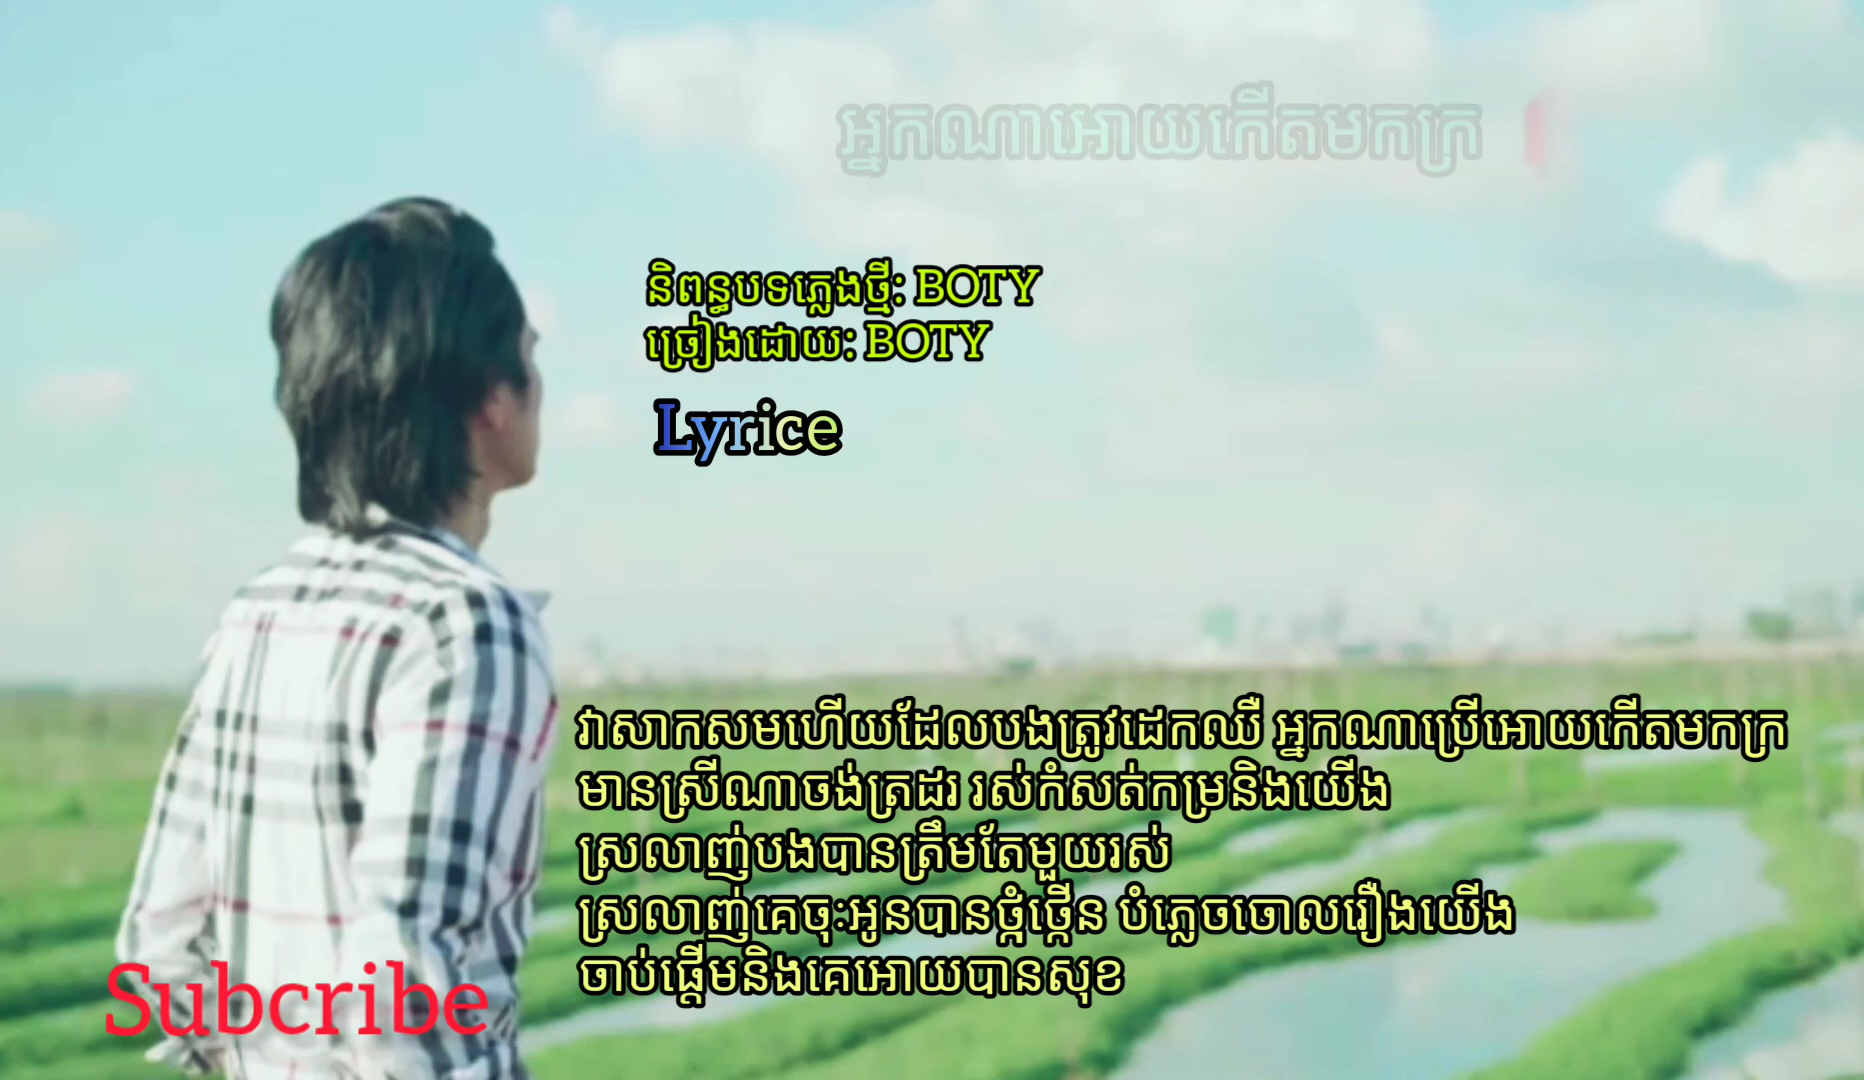 អ្នកណាអោយកើតមកក្រ
និពន្ធបទភ្លេងថ្មី: BOTY
ច្រៀងដោយ: BOTY
Lyrice
វាសាកសមហើយដែលបងត្រូវដេកឈឺ អ្នកណាប្រើអោយកើតមកក្រ
មានស្រីណាចង់ត្រដរ រស់កំសត់កម្រនិងយើង
ស្រលាញ់បងបានត្រឹមតែមួយរស់
ស្រលាញ់គេចុះអូនបានថ្កុំថ្កើន បំភ្លេចចោលរឿងយើង
ចាប់ផ្ដើមនិងគេអោយបានសុខ
Subcribe